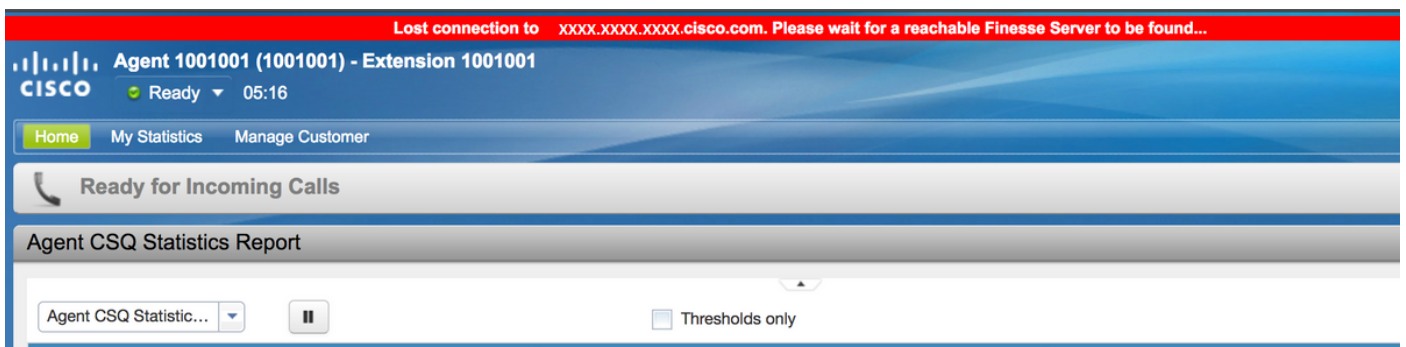 Lost connection to XXXX.XXXX.XXXX.cisco.com. Please wait for a reachable Finesse Server to be found...
Agent 1001001 (1001001) - Extension 1001001
CISCO
Ready 05:16
Home My Statistics Manage Customer
Ready for Incoming Calls
Agent CSQ Statistics Report
Agent CSQ Statistic... Thresholds only